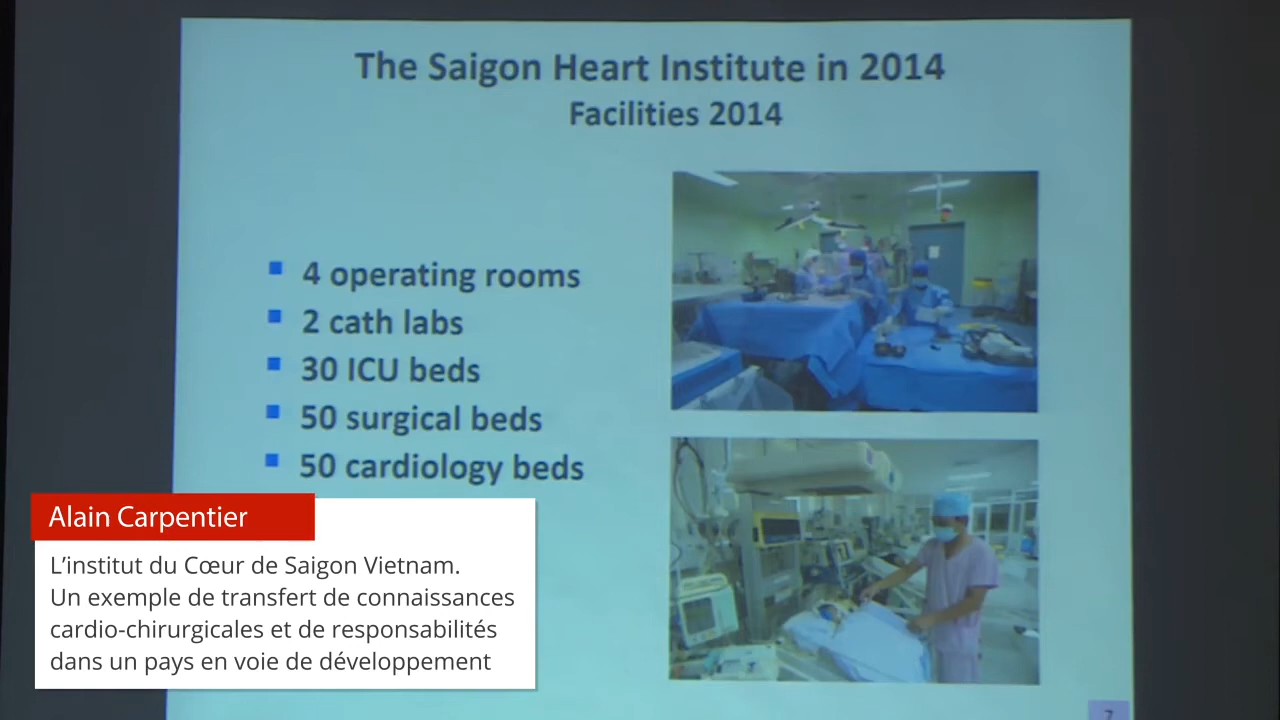 The Saigon Heart Institute in 2014
Facilities 2014
4 operating rooms
2 cath labs
30 ICU beds
50 surgical beds
50 cardiology beds
Alain Carpentier
L’institut du Cœur de Saigon Vietnam.
Un exemple de transfert de connaissances
cardio-chirurgicales et de responsabilités
dans un pays en voie de développement
7